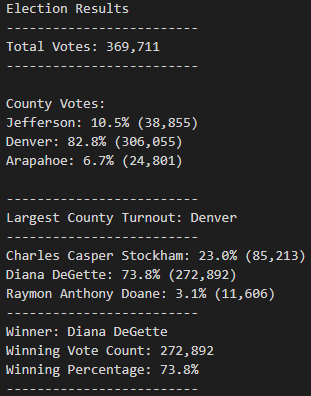 Election Results
-------------------------
Total Votes: 369,711
-------------------------
County Votes:
Jefferson: 10.5% (38,855)
Denver: 82.8% (306,055)
Arapahoe: 6.7% (24,801)
-------------------------
Largest County Turnout: Denver
-------------------------
Charles Casper Stockham: 23.0% (85,213)
Diana DeGette: 73.8% (272,892)
Raymon Anthony Doane: 3.1% (11,606)
-------------------------
Winner: Diana DeGette
Winning Vote Count: 272,892
Winning Percentage: 73.8%
-------------------------